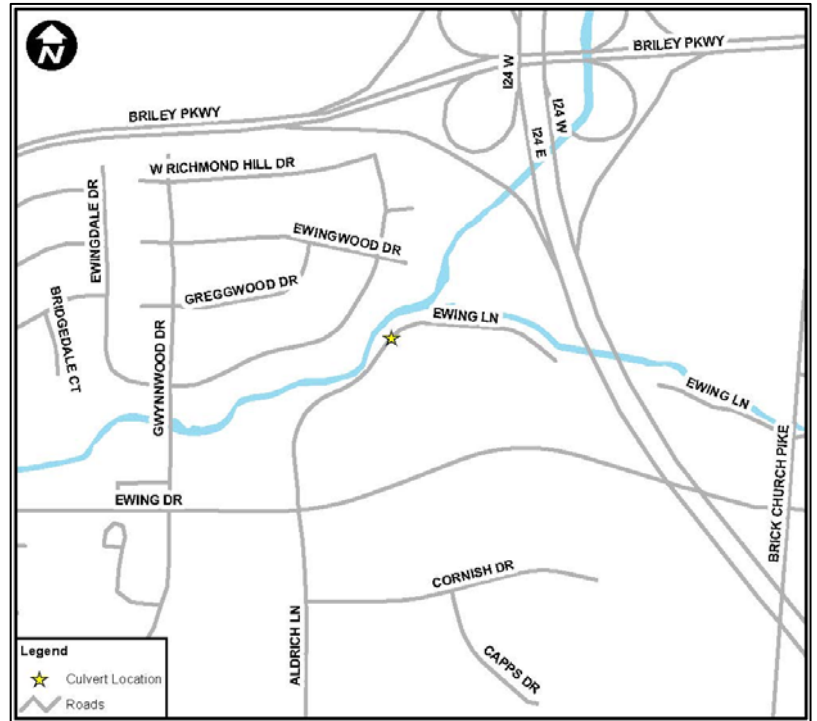 N
BRILEY PKWY
I24 W
I24 W
I24 E
BRILEY PKWY
W RICHMOND HILL DR
EWINGDALE DR
EWINGWOOD DR
GREGGWOOD DR
BRIDGEDALE CT
GWYNNWOOD DR
EWING LN
EWING LN
BRICK CHURCH PIKE
EWING DR
CORNISH DR
ALDRICH LN
CAPPS DR
Legend
Culvert Location
Roads